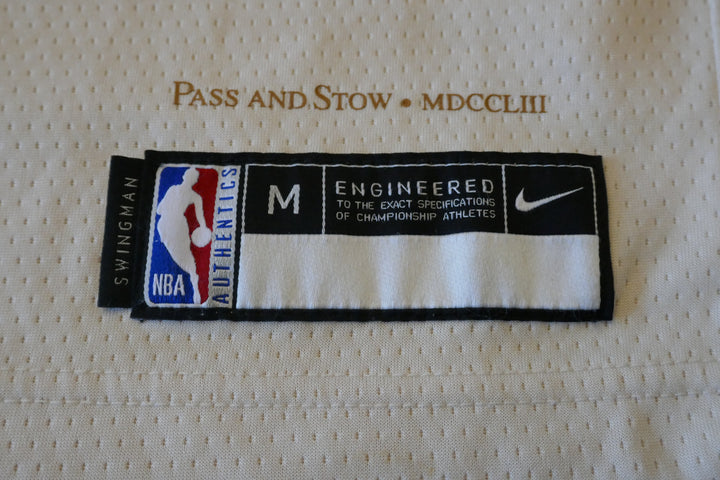 PASS AND STOW • MDCCLIII
SWINGMAN
NBA
AUTHENTICS
M
ENGINEERED
TO THE EXACT SPECIFICATIONS
OF CHAMPIONSHIP ATHLETES